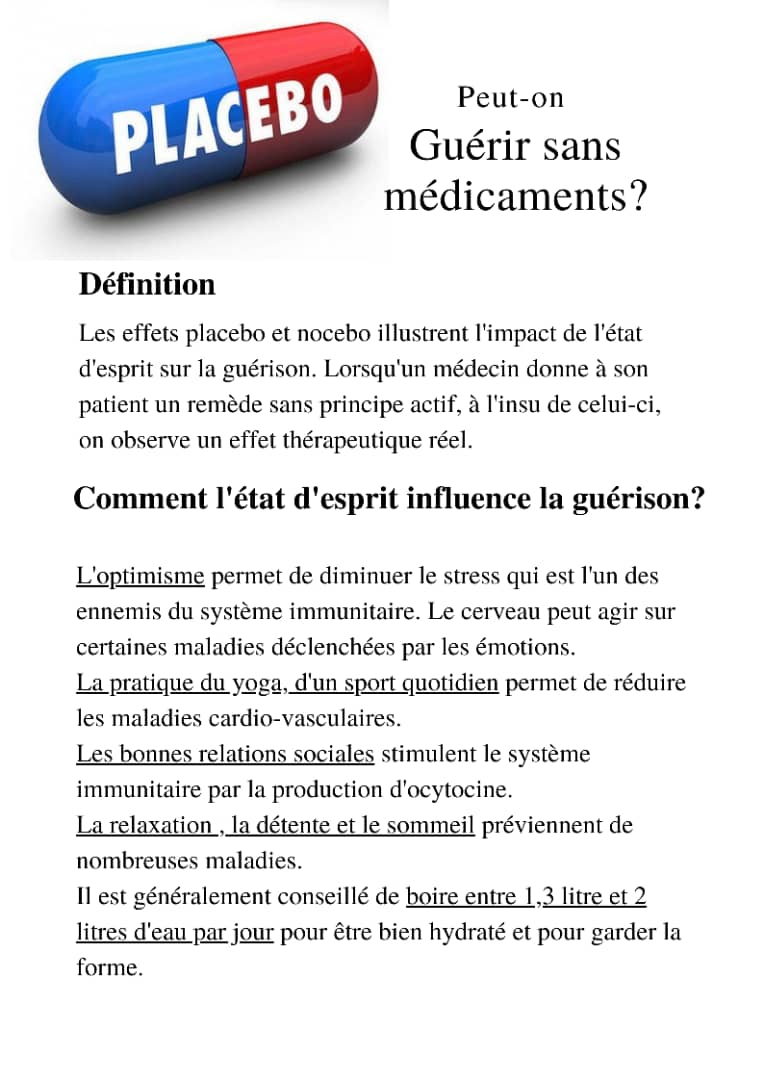 PLACEBO
Peut-on
Guérir sans
médicaments?
Définition
Les effets placebo et nocebo illustrent l'impact de l'état
d'esprit sur la guérison. Lorsqu'un médecin donne à son
patient un remède sans principe actif, à l'insu de celui-ci,
on observe un effet thérapeutique réel.
Comment l'état d'esprit influence la guérison?
L'optimisme permet de diminuer le stress qui est l'un des
ennemis du système immunitaire. Le cerveau peut agir sur
certaines maladies déclenchées par les émotions.
La pratique du yoga, d'un sport quotidien permet de réduire
les maladies cardio-vasculaires.
Les bonnes relations sociales stimulent le système
immunitaire par la production d'ocytocine.
La relaxation , la détente et le sommeil préviennent de
nombreuses maladies.
Il est généralement conseillé de boire entre 1,3 litre et 2
litres d'eau par jour pour être bien hydraté et pour garder la
forme.